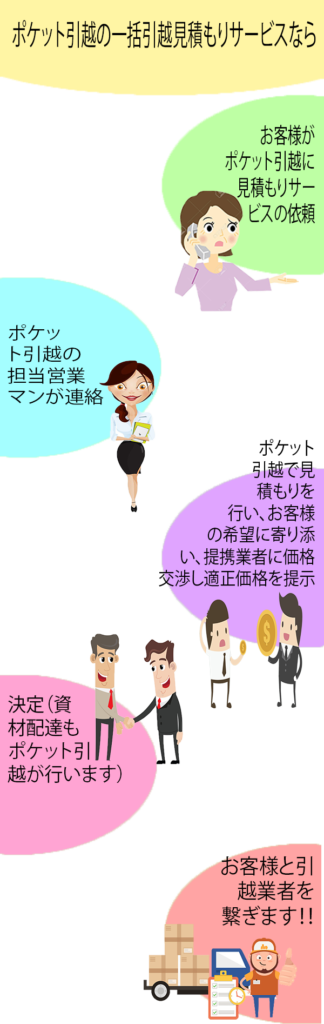 ポケット引越の一括引越見積もりサービスなら
お客様が
ポケット引越に
見積もりサー
ビスの依頼
ポケッ
ト引越の
担当営業
マンが連絡
ポケット
引越で見
積もりを
行い、お客様
の希望に寄り添
い、提携業者に価格
交渉し適正価格を提示
決定(資
材配達も
ポケット引
越が行います)
お客様と引
越業者を
繋ぎます!!